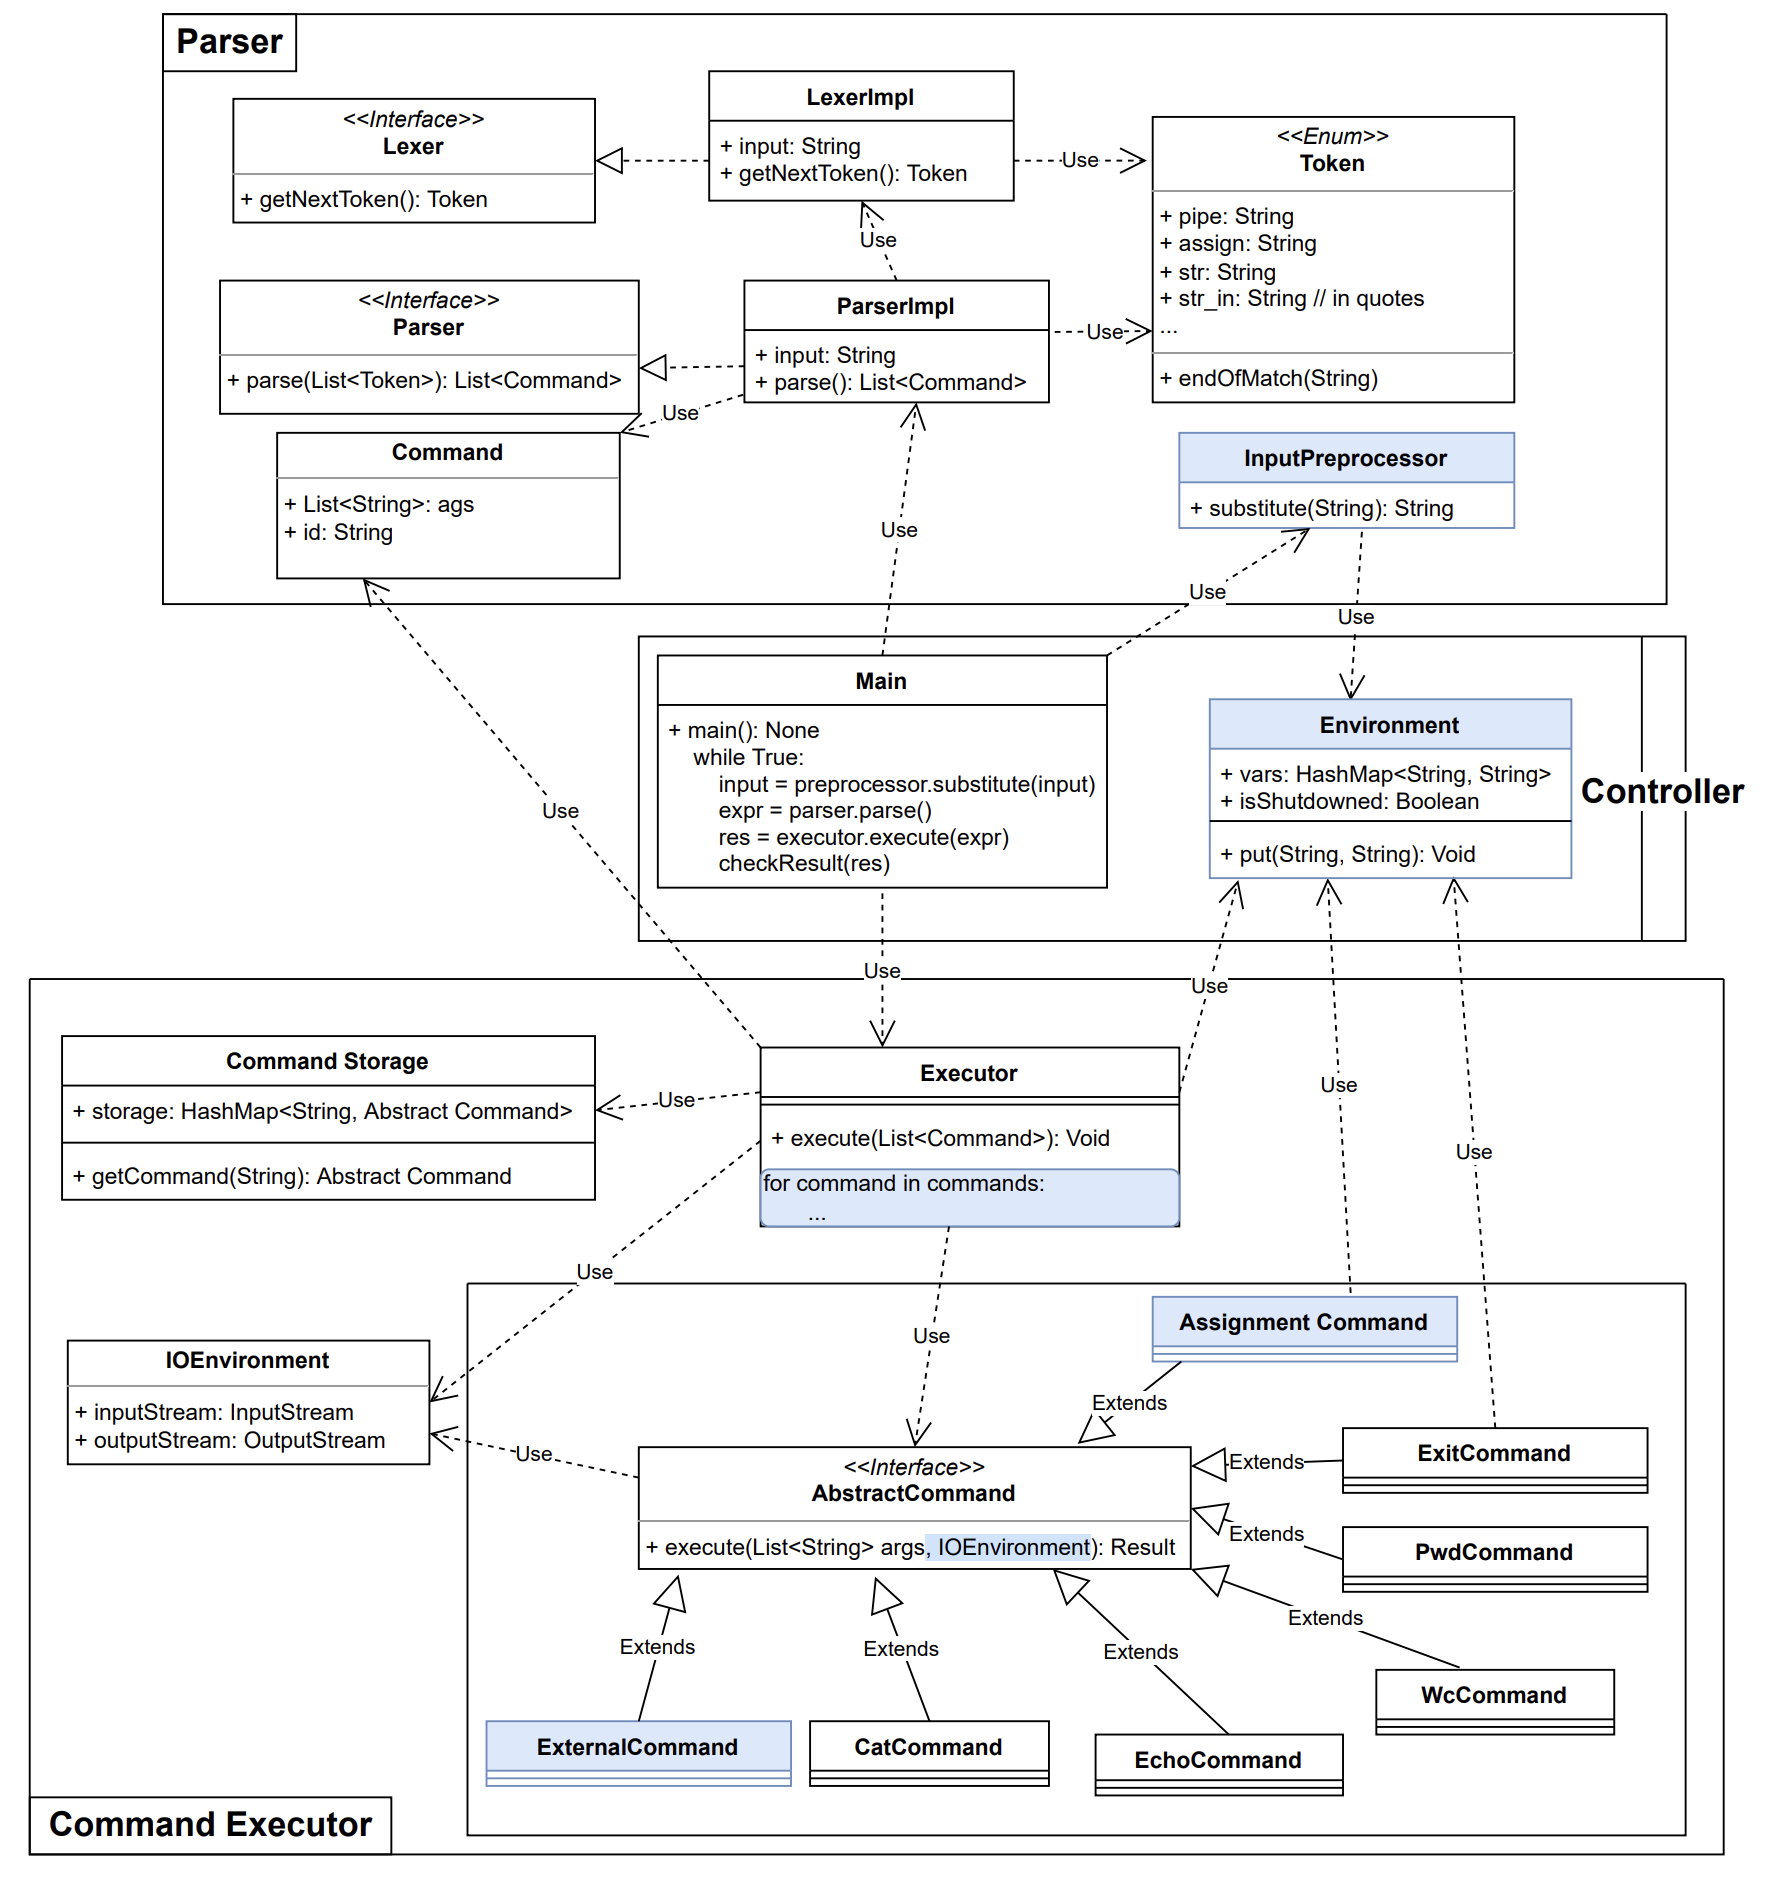 Parser
<<Interface>>
Lexer
+ getNextToken(): Token
LexerImpl
+ input: String
+ getNextToken(): Token
Use
<<Enum>>
Token
+ pipe: String
+ assign: String
+ str: String
+ str_in: String // in quotes
...
+ endOfMatch(String)
Use
<<Interface>>
Parser
+ parse(List<Token>): List<Command>
ParserImpl
+ input: String
+ parse(): List<Command>
Use
Use
Command
+ List<String>: ags
+ id: String
InputPreprocessor
+ substitute(String): String
Use
Use
Use
Main
+ main(): None
while True:
input = preprocessor.substitute(input)
expr = parser.parse()
res = executor.execute(expr)
checkResult(res)
Environment
+ vars: HashMap<String, String>
+ isShutdowned: Boolean
+ put(String, String): Void
Controller
Use
Use
Use
Command Storage
+ storage: HashMap<String, Abstract Command>
+ getCommand(String): Abstract Command
Use
Executor
+ execute(List<Command>): Void
for command in commands:
...
Use
Use
Use
Use
IOEnvironment
+ inputStream: InputStream
+ outputStream: OutputStream
Use
Assignment Command
Extends
<<Interface>>
AbstractCommand
+ execute(List<String> args, IOEnvironment): Result
Extends
ExitCommand
Extends
PwdCommand
Extends
WcCommand
Extends
Extends
Extends
ExternalCommand
CatCommand
EchoCommand
Command Executor